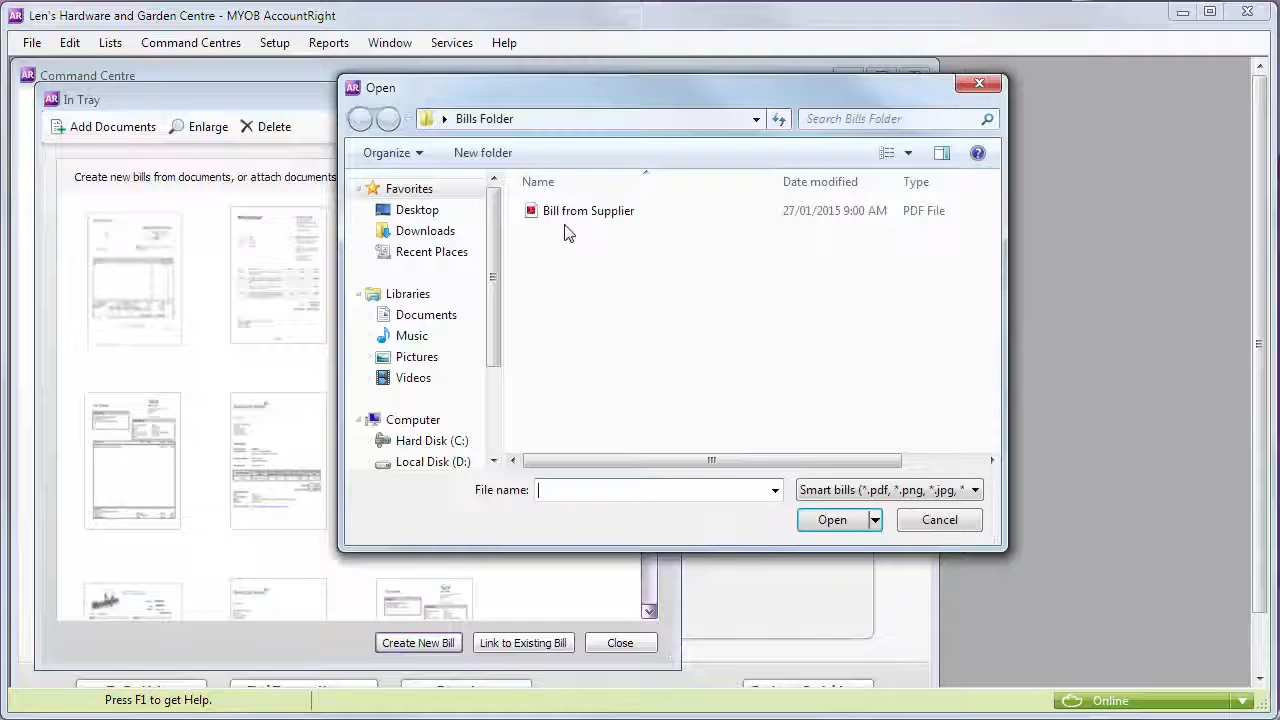 Len's Hardware and Garden Centre - MYOB AccountRight
File Edit Lists Command Centres Setup Reports Window Services Help
AR Command Centre
AR In Tray
Add Documents Enlarge Delete
Create new bills from documents, or attach documents
AR Open
Bills Folder
Search Bills Folder
Organize New folder
Name Date modified Type
Favorites
Desktop
Downloads
Recent Places
Libraries
Documents
Music
Pictures
Videos
Computer
Hard Disk (C:)
Local Disk (D:)
Bill from Supplier 27/01/2015 9:00 AM PDF File
File name:
Smart bills (*.pdf, *.png, *.jpg, *
Open Cancel
Create New Bill Link to Existing Bill Close
Press F1 to get Help. Online